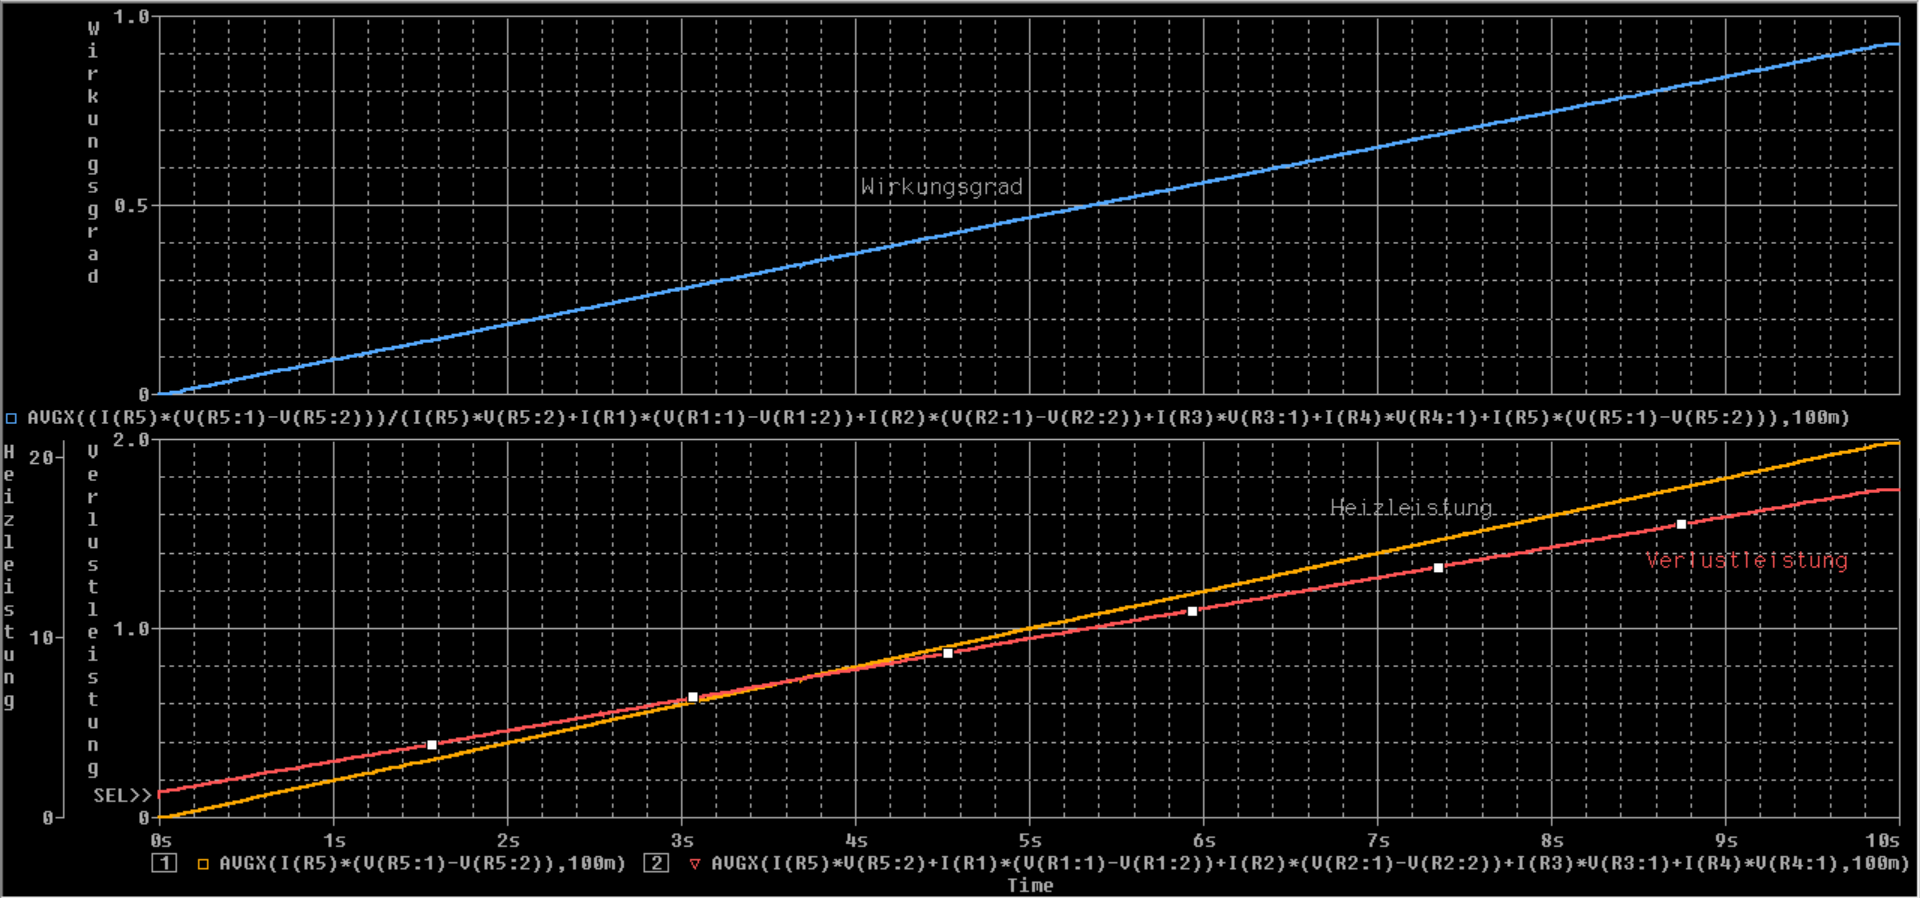 Wirkungsgrad
1.0
0.5
0
Wirkungsgrad
AVGX((I(R5)*(V(R5:1)-V(R5:2)))/(I(R5)*V(R5:2)+I(R1)*(V(R1:1)-V(R1:2))+I(R2)*(V(R2:1)-V(R2:2))+I(R3)*V(R3:1)+I(R4)*V(R4:1)+I(R5)*(V(R5:1)-V(R5:2))),100m)
Heizleistung
20
10
0
Verlustleistung
2.0
1.0
0
SEL>>
Heizleistung
Verlustleistung
0s 1s 2s 3s 4s 5s 6s 7s 8s 9s 10s
1 AVGX(I(R5)*(V(R5:1)-V(R5:2)),100m) 2 AVGX(I(R5)*V(R5:2)+I(R1)*(V(R1:1)-V(R1:2))+I(R2)*(V(R2:1)-V(R2:2))+I(R3)*V(R3:1)+I(R4)*V(R4:1),100m)
Time